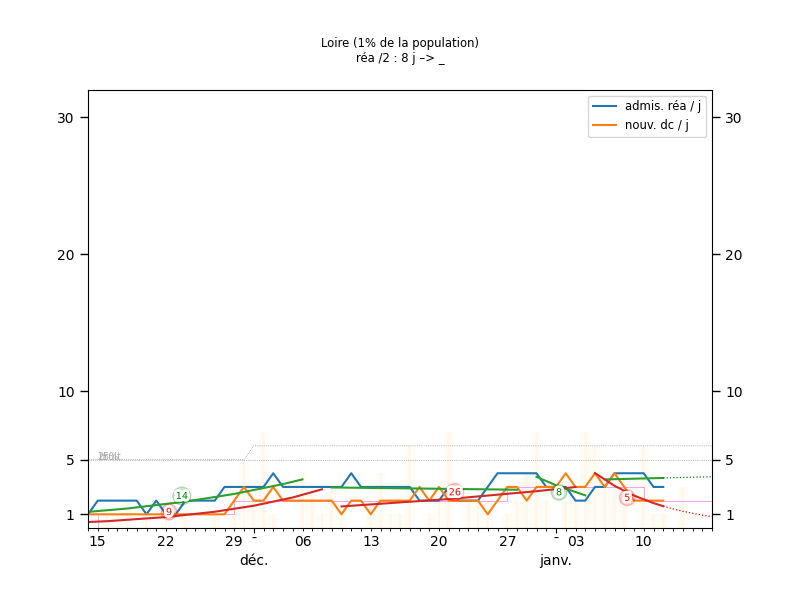 Loire (1% de la population)
réa /2 : 8 j –> _
admis. réa / j
nouv. dc / j
30 30
20 20
10 10
5 5
1 1
14
9
26
8
5
15 22 29 - 06 13 20 27 - 03 10
déc. janv.